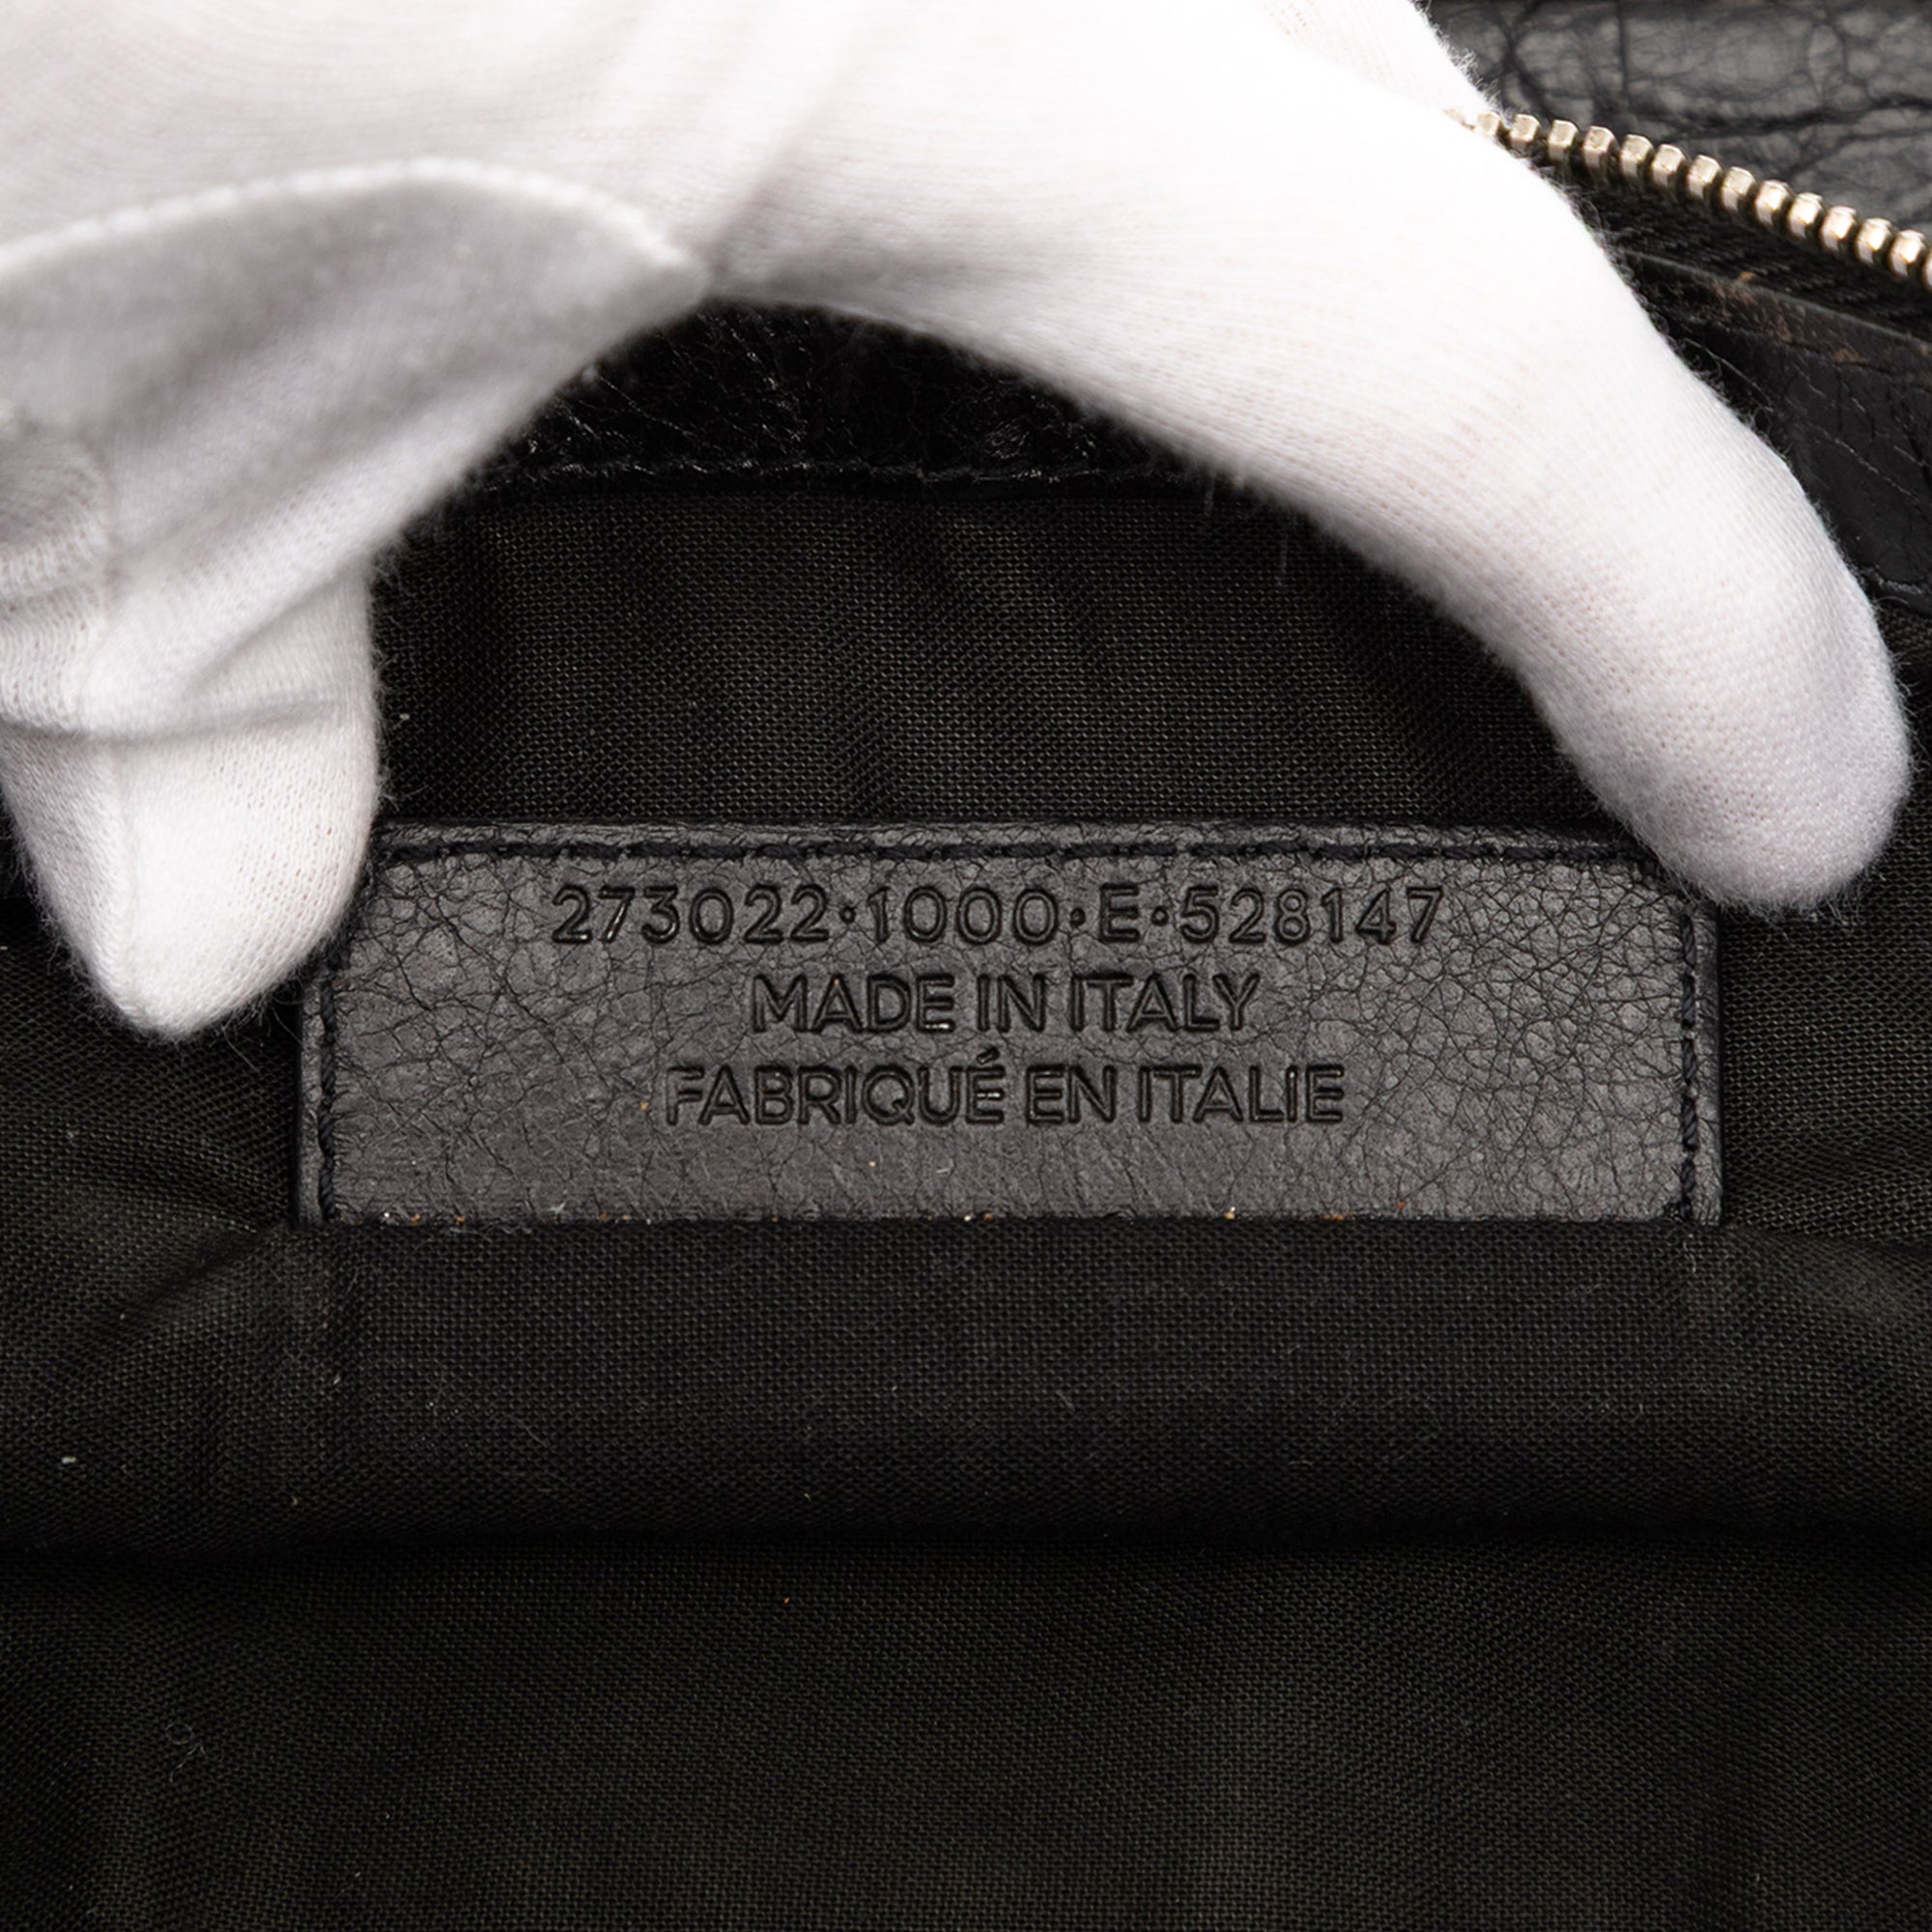 273022·1000·E·528147
MADE IN ITALY
FABRIQUÉ EN ITALIE